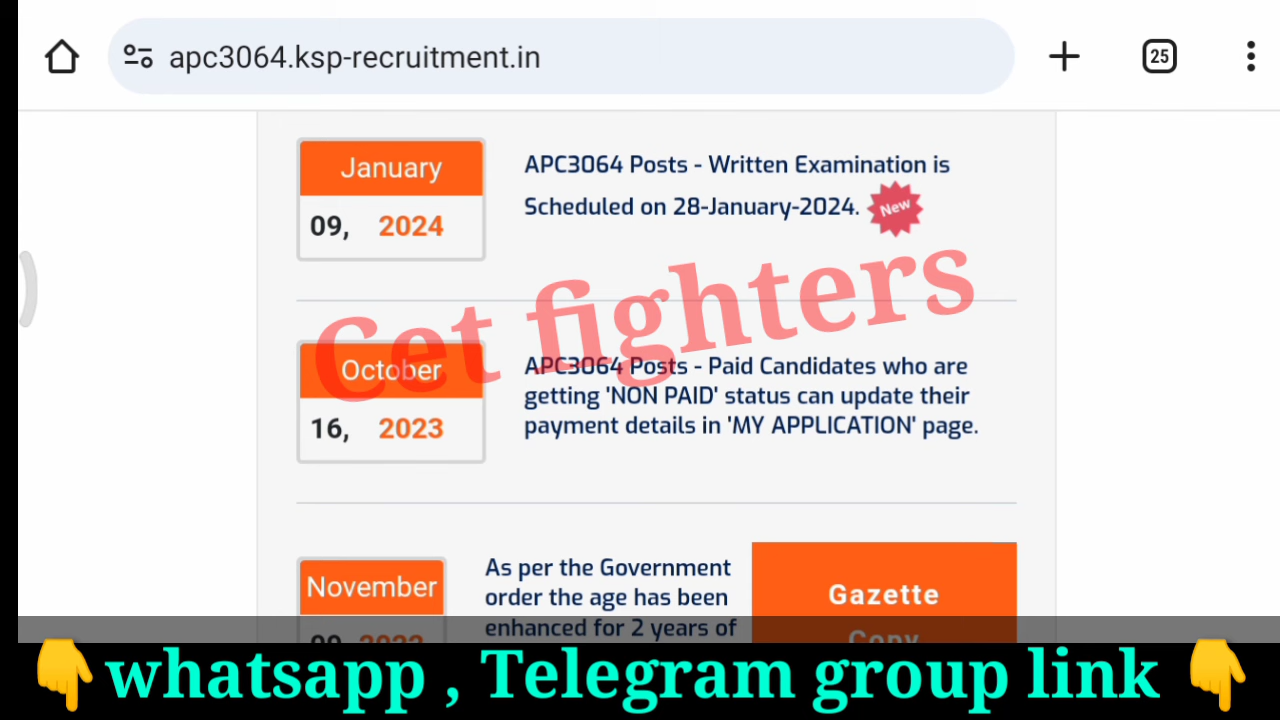 apc3064.ksp-recruitment.in
25
January
09, 2024
APC3064 Posts - Written Examination is
Scheduled on 28-January-2024.
New
Cet fighters
October
16, 2023
APC3064 Posts - Paid Candidates who are
getting 'NON PAID' status can update their
payment details in 'MY APPLICATION' page.
November
As per the Government
order the age has been
enhanced for 2 years of
Gazette
Copy
whatsapp , Telegram group link